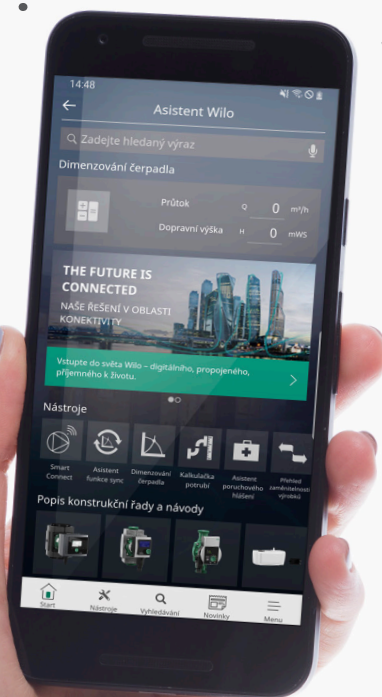 14:48
Asistent Wilo
Zadejte hledaný výraz
Dimenzování čerpadla
Průtok Q 0 m³/h
Dopravní výška H 0 mWS
THE FUTURE IS
CONNECTED
NAŠE ŘEŠENÍ V OBLASTI
KONEKTIVITY
Vstupte do světa Wilo – digitálního, propojeného,
příjemného k životu.
Nástroje
Smart
Connect
Asistent
funkce sync
Dimenzování
čerpadla
Kalkulačka
potrubí
Asistent
poruchového
hlášení
Přehled
zaměnitelnosti
výrobků
Popis konstrukční řady a návody
Start
Nástroje
Vyhledávání
Novinky
Menu